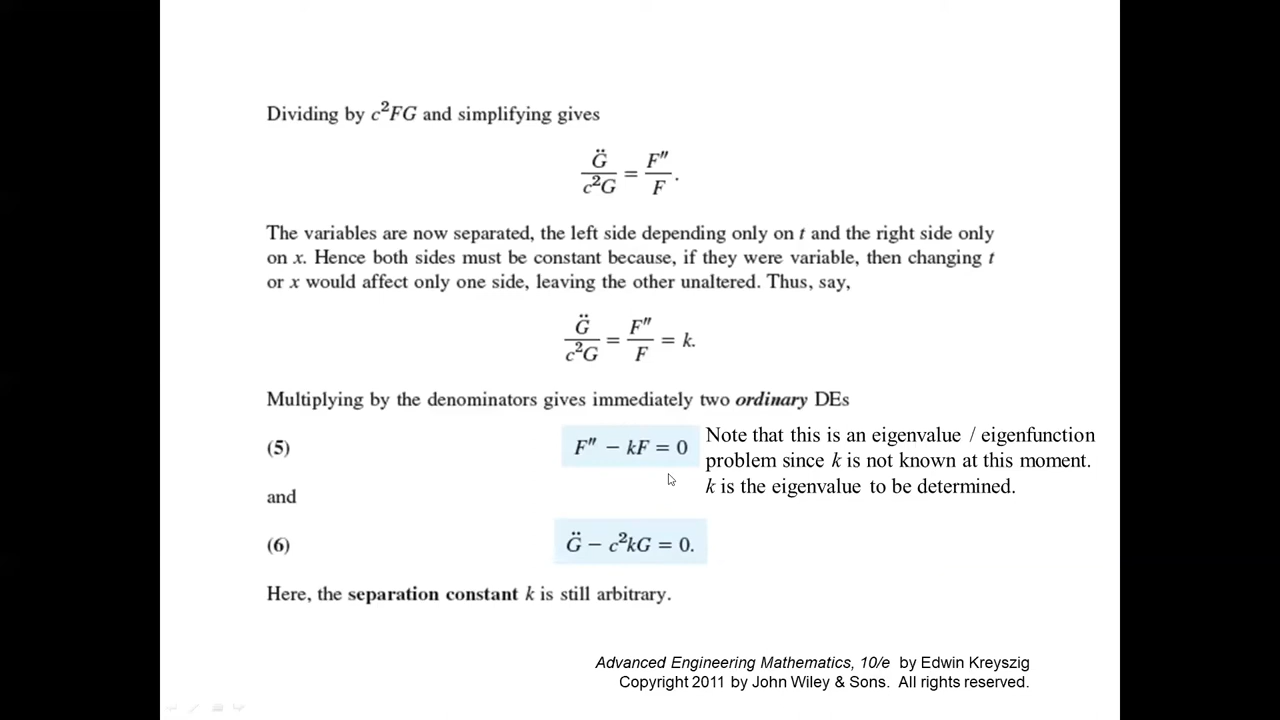 Dividing by c²FG and simplifying gives
G̈/c²G = F″/F.
The variables are now separated, the left side depending only on t and the right side only
on x. Hence both sides must be constant because, if they were variable, then changing t
or x would affect only one side, leaving the other unaltered. Thus, say,
G̈/c²G = F″/F = k.
Multiplying by the denominators gives immediately two ordinary DEs
(5) F″ − kF = 0
Note that this is an eigenvalue / eigenfunction
problem since k is not known at this moment.
k is the eigenvalue to be determined.
and
(6) G̈ − c²kG = 0.
Here, the separation constant k is still arbitrary.
Advanced Engineering Mathematics, 10/e by Edwin Kreyszig
Copyright 2011 by John Wiley & Sons. All rights reserved.